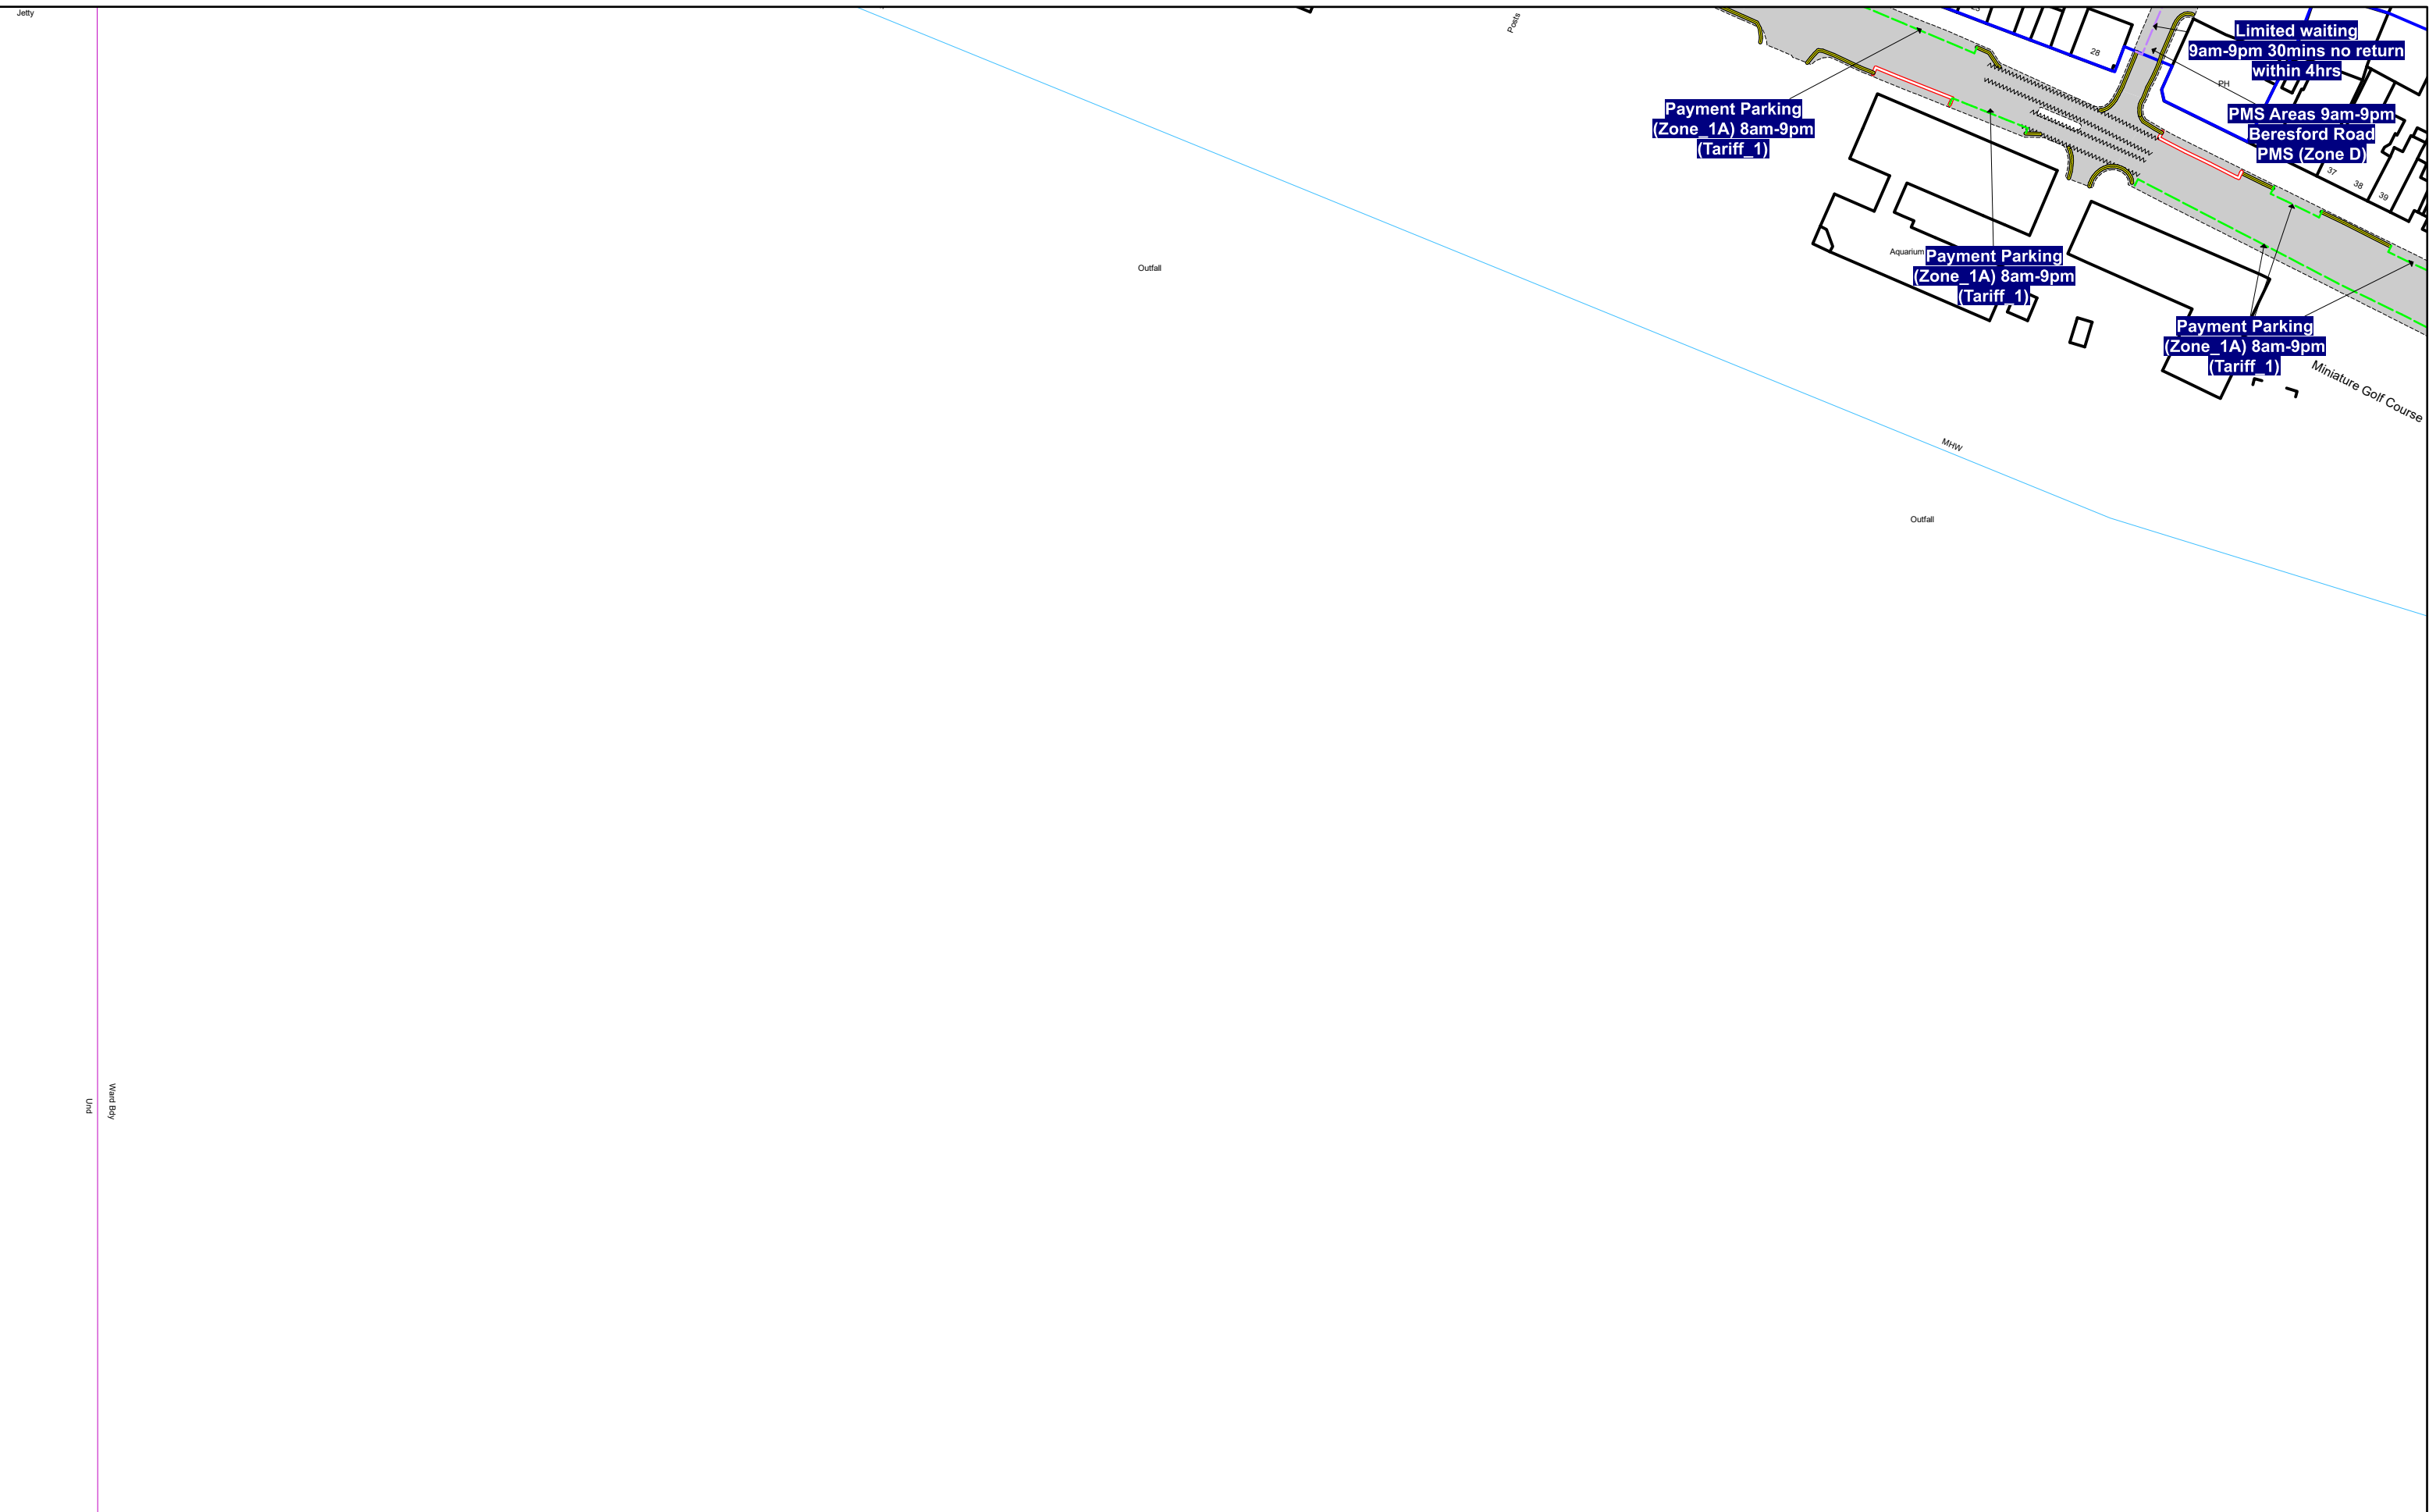 Jetty
Posts
28
Limited waiting
9am-9pm 30mins no return
within 4hrs
PH
Payment Parking
(Zone_1A) 8am-9pm
(Tariff_1)
PMS Areas 9am-9pm
Beresford Road
PMS (Zone D)
37
38
39
Outfall
Aquarium
Payment Parking
(Zone_1A) 8am-9pm
(Tariff_1)
Payment Parking
(Zone_1A) 8am-9pm
(Tariff_1)
Miniature Golf Course
MHW
Outfall
Und
Ward Bdy